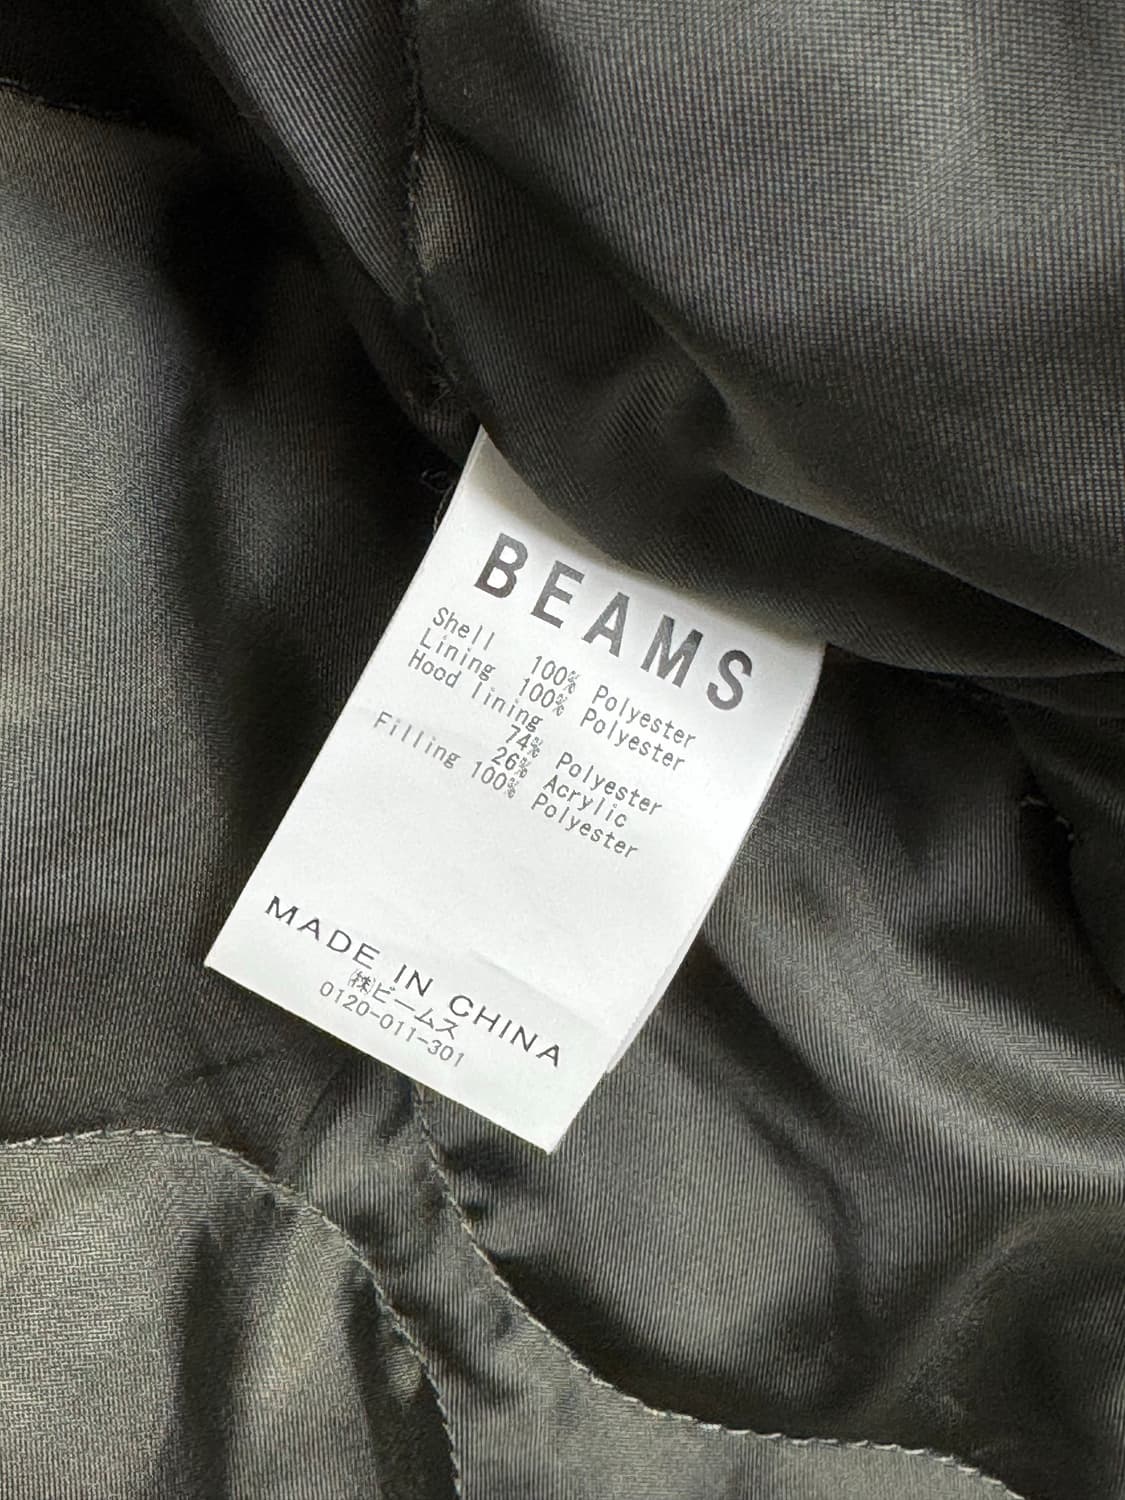 BEAMS
Shell 100% Polyester
Lining 100% Polyester
Hood lining
74% Polyester
26% Acrylic
Filling 100% Polyester
MADE IN CHINA
㈱ビームス
0120-011-301